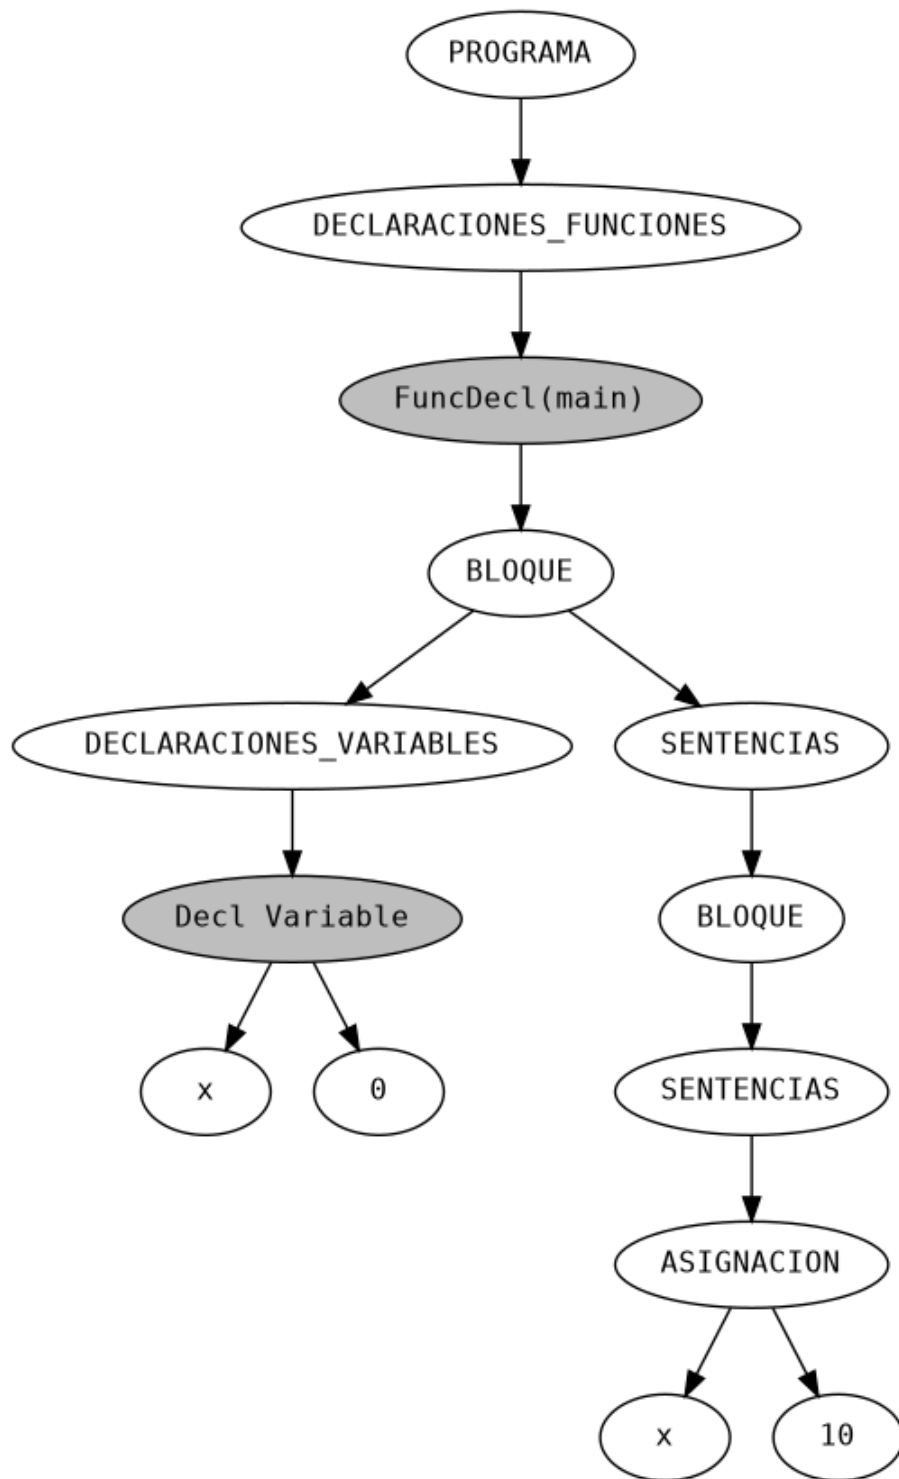 PROGRAMA
DECLARACIONES_FUNCIONES
FuncDecl(main)
BLOQUE
DECLARACIONES_VARIABLES
SENTENCIAS
Decl Variable
BLOQUE
x
0
SENTENCIAS
ASIGNACION
x
10